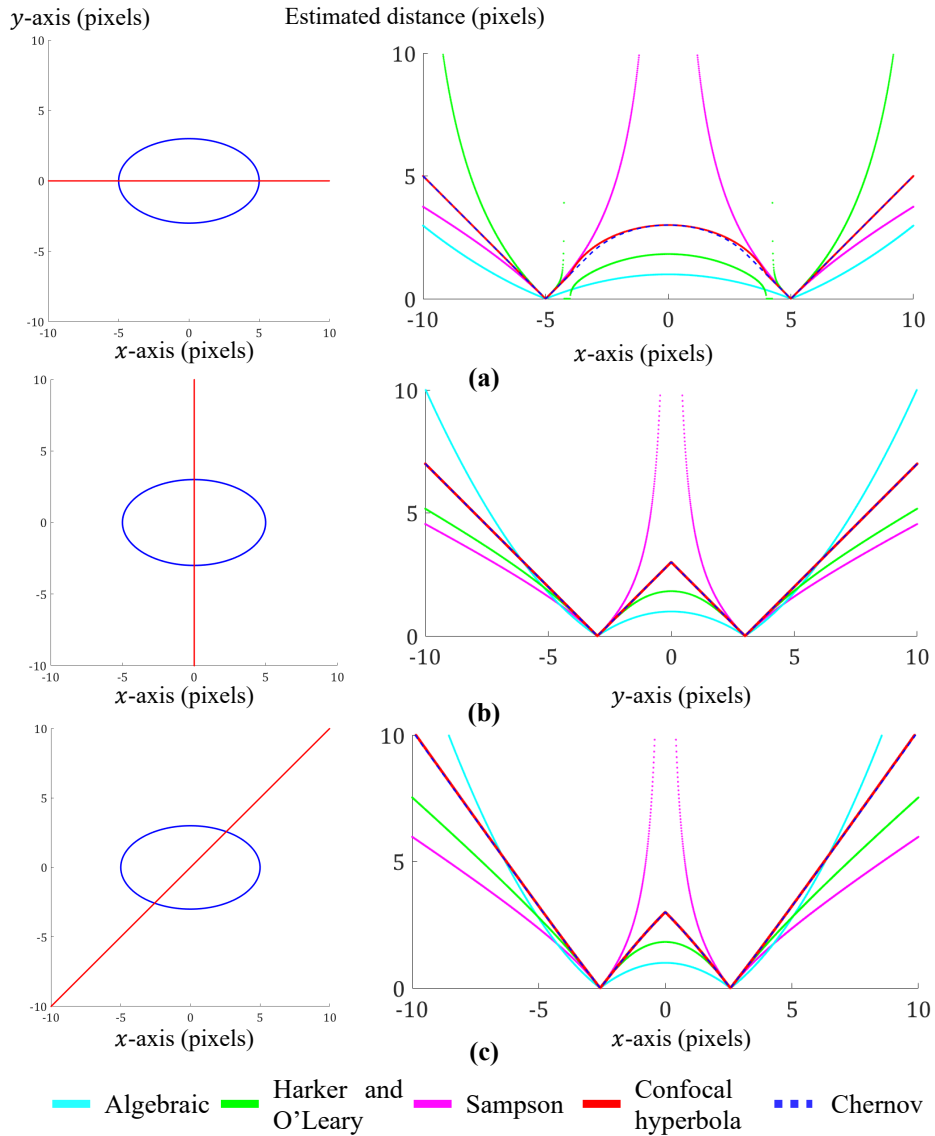 y-axis (pixels)
Estimated distance (pixels)
10
5
0
-5
-10
-10 -5 0 5 10
x-axis (pixels)
10
5
0
-10 -5 0 5 10
x-axis (pixels)
(a)
10
5
0
-5
-10
-10 -5 0 5 10
x-axis (pixels)
10
5
0
-10 -5 0 5 10
y-axis (pixels)
(b)
10
5
0
-5
-10
-10 -5 0 5 10
x-axis (pixels)
10
5
0
-10 -5 0 5 10
x-axis (pixels)
(c)
Algebraic
Harker and
O’Leary
Sampson
Confocal
hyperbola
Chernov